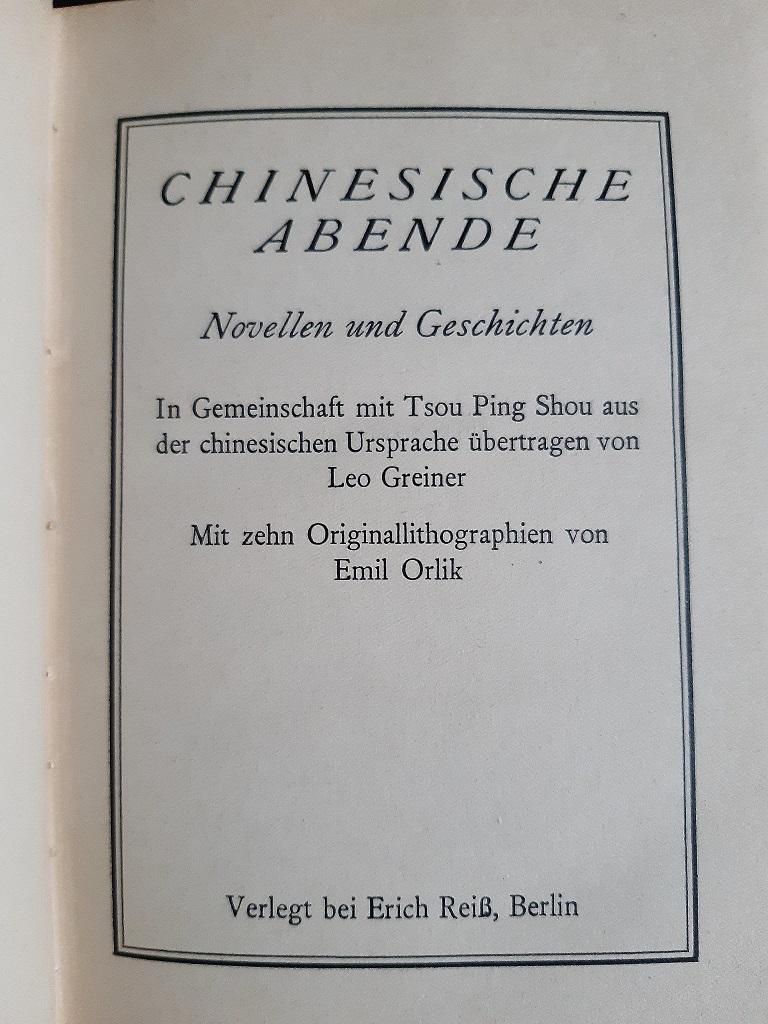 CHINESISCHE
ABENDE
Novellen und Geschichten
In Gemeinschaft mit Tsou Ping Shou aus
der chinesischen Ursprache übertragen von
Leo Greiner
Mit zehn Originallithographien von
Emil Orlik
Verlegt bei Erich Reiß, Berlin